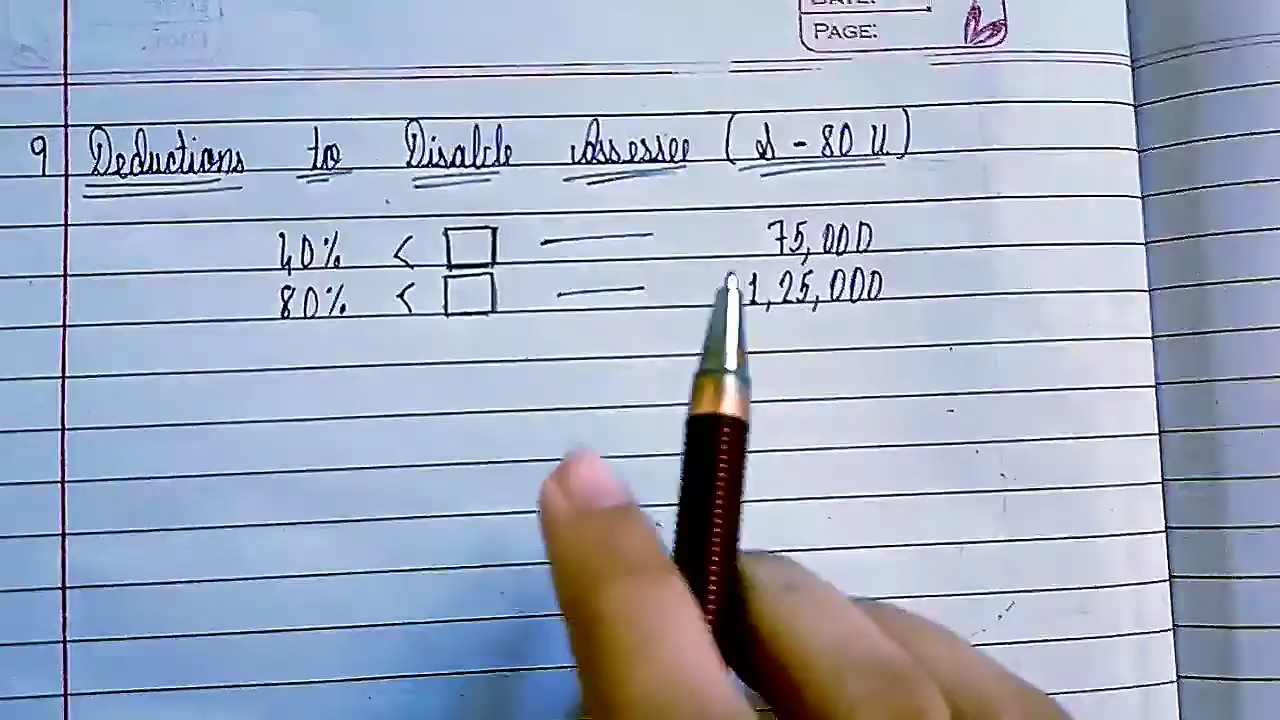 PAGE:
9 Deductions to Disable Assessee (S - 80 U)
40% < □ — 75,000
80% < □ — 1,25,000